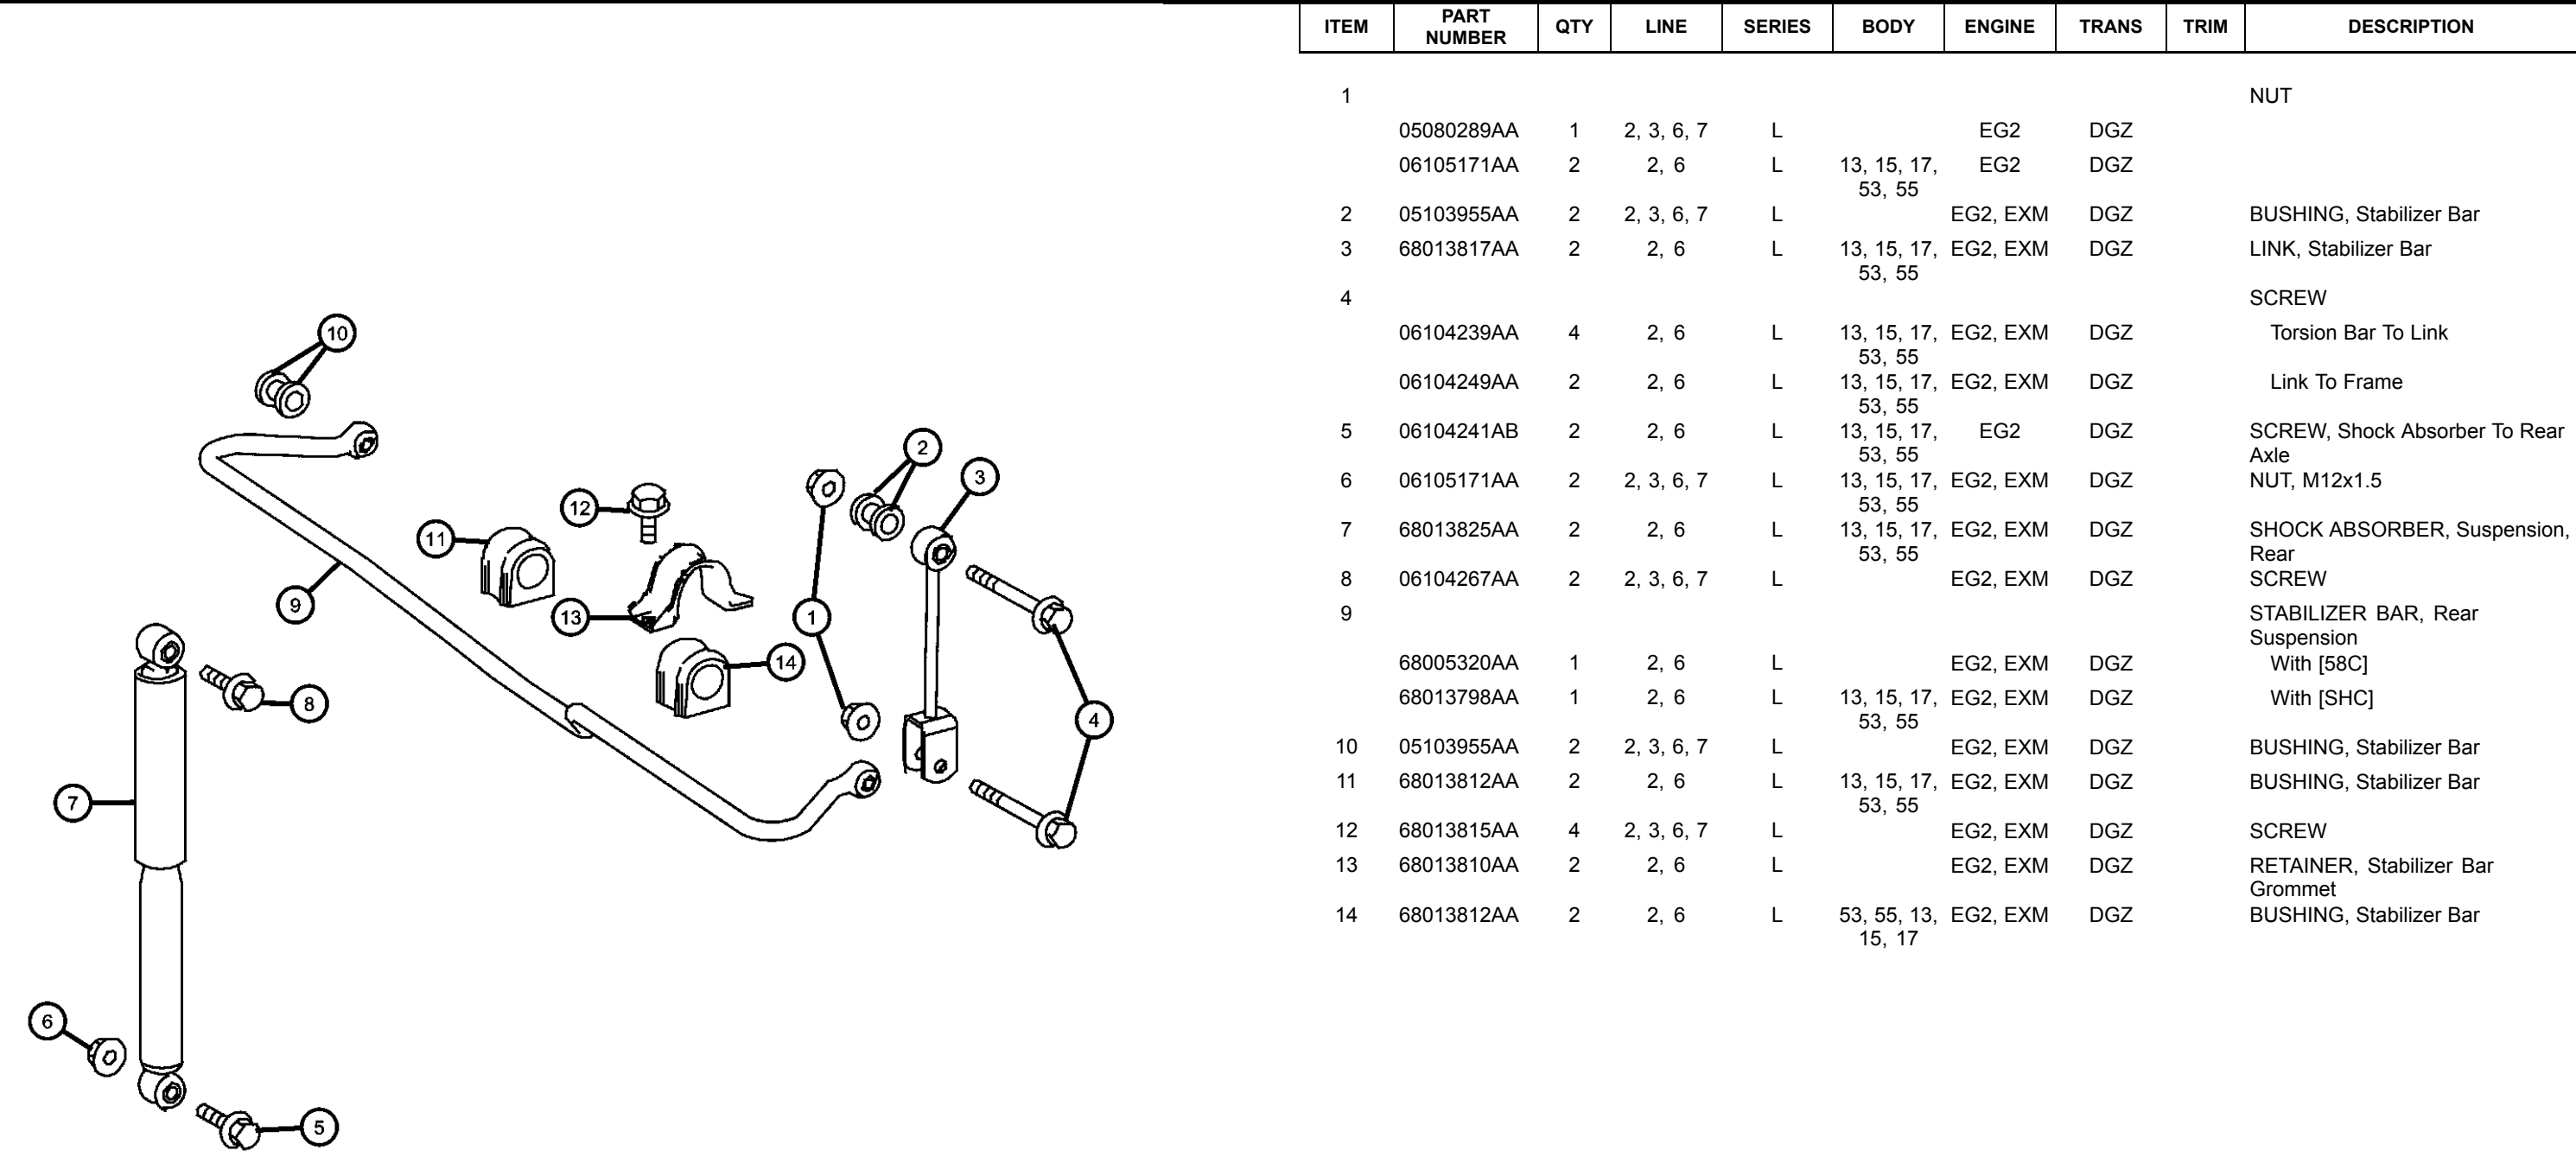 ITEM PART NUMBER QTY LINE SERIES BODY ENGINE TRANS TRIM DESCRIPTION
1 NUT
05080289AA 1 2, 3, 6, 7 L EG2 DGZ
06105171AA 2 2, 6 L 13, 15, 17, EG2 DGZ
53, 55
2 05103955AA 2 2, 3, 6, 7 L EG2, EXM DGZ BUSHING, Stabilizer Bar
3 68013817AA 2 2, 6 L 13, 15, 17, EG2, EXM DGZ LINK, Stabilizer Bar
53, 55
4 SCREW
06104239AA 4 2, 6 L 13, 15, 17, EG2, EXM DGZ Torsion Bar To Link
53, 55
06104249AA 2 2, 6 L 13, 15, 17, EG2, EXM DGZ Link To Frame
53, 55
5 06104241AB 2 2, 6 L 13, 15, 17, EG2 DGZ SCREW, Shock Absorber To Rear
53, 55 Axle
6 06105171AA 2 2, 3, 6, 7 L 13, 15, 17, EG2, EXM DGZ NUT, M12x1.5
53, 55
7 68013825AA 2 2, 6 L 13, 15, 17, EG2, EXM DGZ SHOCK ABSORBER, Suspension,
53, 55 Rear
8 06104267AA 2 2, 3, 6, 7 L EG2, EXM DGZ SCREW
9 STABILIZER BAR, Rear
Suspension
68005320AA 1 2, 6 L EG2, EXM DGZ With [58C]
68013798AA 1 2, 6 L 13, 15, 17, EG2, EXM DGZ With [SHC]
53, 55
10 05103955AA 2 2, 3, 6, 7 L EG2, EXM DGZ BUSHING, Stabilizer Bar
11 68013812AA 2 2, 6 L 13, 15, 17, EG2, EXM DGZ BUSHING, Stabilizer Bar
53, 55
12 68013815AA 4 2, 3, 6, 7 L EG2, EXM DGZ SCREW
13 68013810AA 2 2, 6 L EG2, EXM DGZ RETAINER, Stabilizer Bar
Grommet
14 68013812AA 2 2, 6 L 53, 55, 13, EG2, EXM DGZ BUSHING, Stabilizer Bar
15, 17
10
2
3
12
11
9
13
1
14
8
4
7
6
5